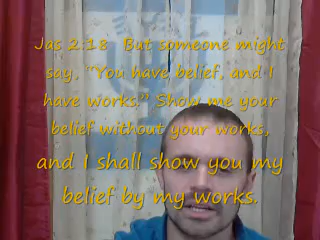 Jas 2:18  But someone might
say, “You have belief, and I
have works.” Show me your
belief without your works,
and I shall show you my
belief by my works.